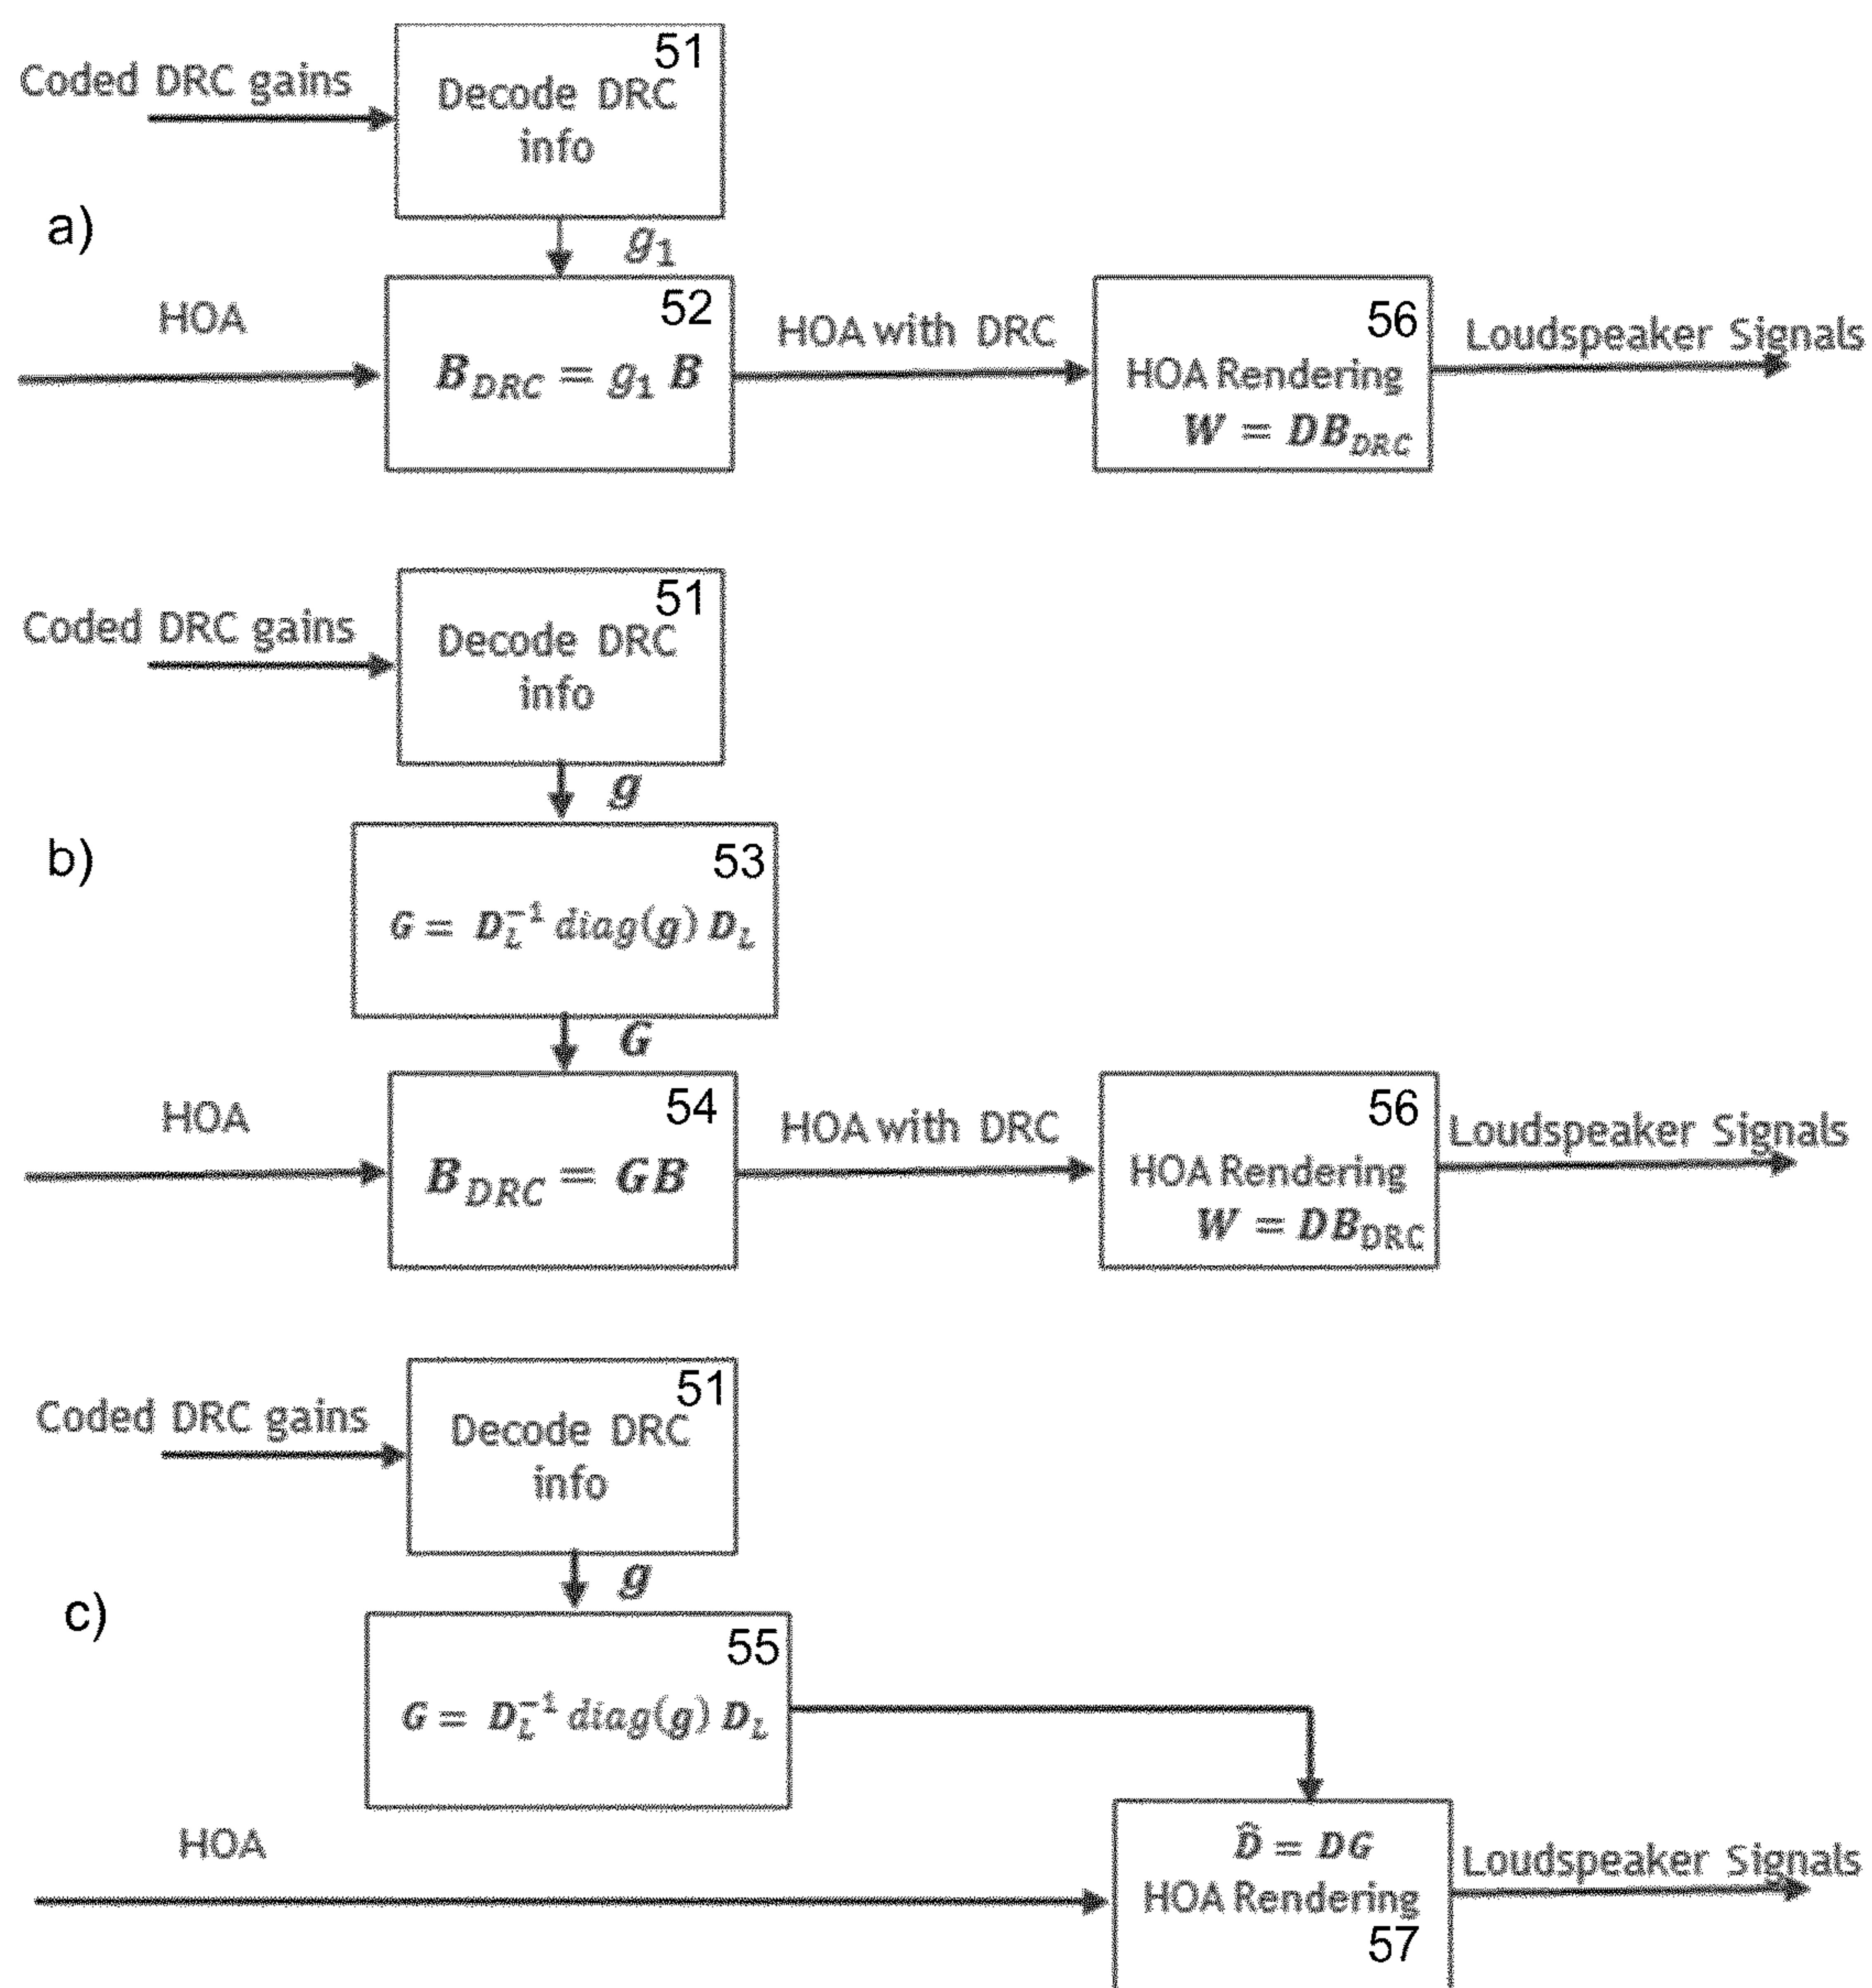 51
Coded DRC gains
Decode DRC
info
a)
g₁
HOA
52
B_DRC = g₁ B
HOA with DRC
56
HOA Rendering
W = DB_DRC
Loudspeaker Signals
51
Coded DRC gains
Decode DRC
info
g
b)
53
G = D_L⁻¹ diag(g) D_L
G
HOA
54
B_DRC = GB
HOA with DRC
56
HOA Rendering
W = DB_DRC
Loudspeaker Signals
51
Coded DRC gains
Decode DRC
info
g
c)
55
G = D_L⁻¹ diag(g) D_L
HOA
D̂ = DG
HOA Rendering
57
Loudspeaker Signals